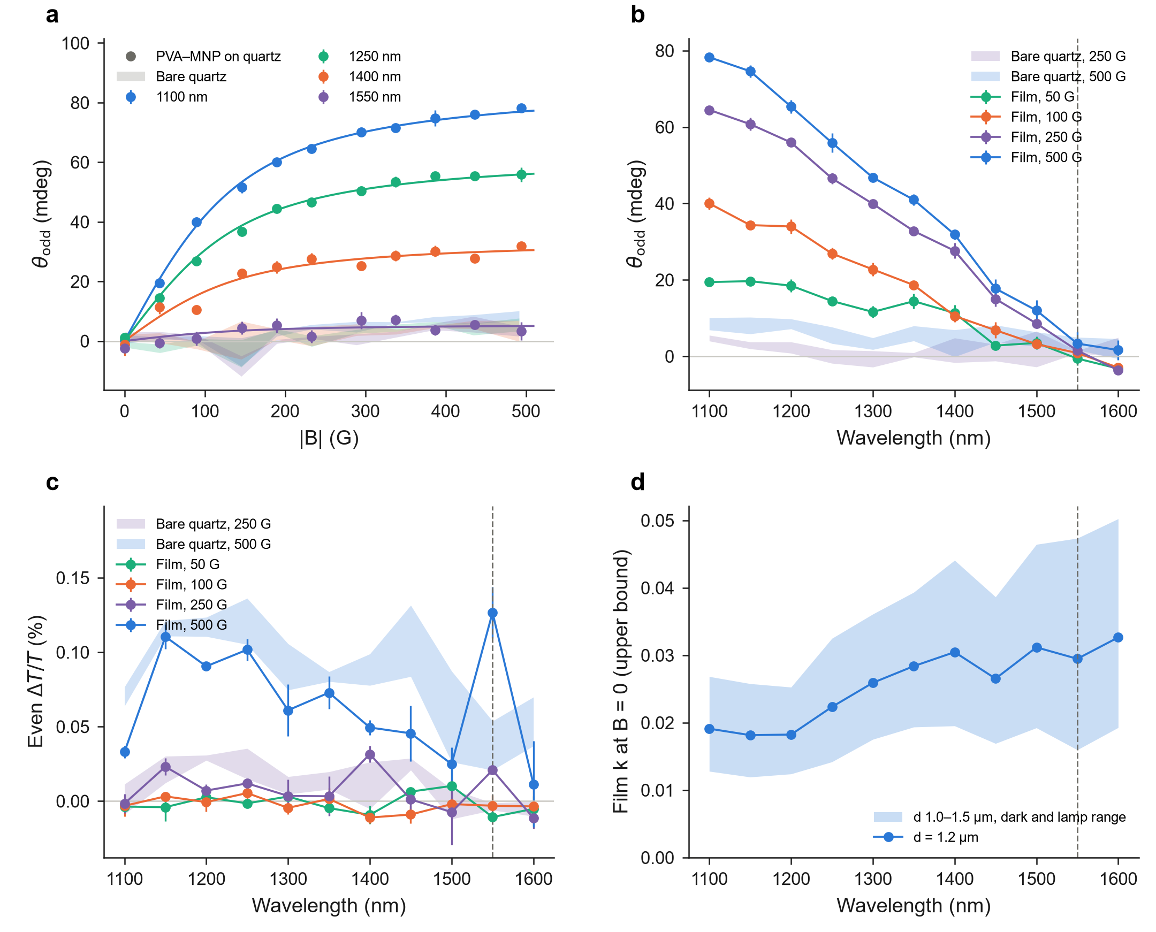 a
100
80
60
40
20
0
θodd (mdeg)
PVA–MNP on quartz
Bare quartz
1100 nm
1250 nm
1400 nm
1550 nm
0 100 200 300 400 500
|B| (G)
b
80
60
40
20
0
θodd (mdeg)
Bare quartz, 250 G
Bare quartz, 500 G
Film, 50 G
Film, 100 G
Film, 250 G
Film, 500 G
1100 1200 1300 1400 1500 1600
Wavelength (nm)
c
0.15
0.10
0.05
0.00
Even ΔT/T (%)
Bare quartz, 250 G
Bare quartz, 500 G
Film, 50 G
Film, 100 G
Film, 250 G
Film, 500 G
1100 1200 1300 1400 1500 1600
Wavelength (nm)
d
0.05
0.04
0.03
0.02
0.01
0.00
Film k at B = 0 (upper bound)
d 1.0–1.5 μm, dark and lamp range
d = 1.2 μm
1100 1200 1300 1400 1500 1600
Wavelength (nm)